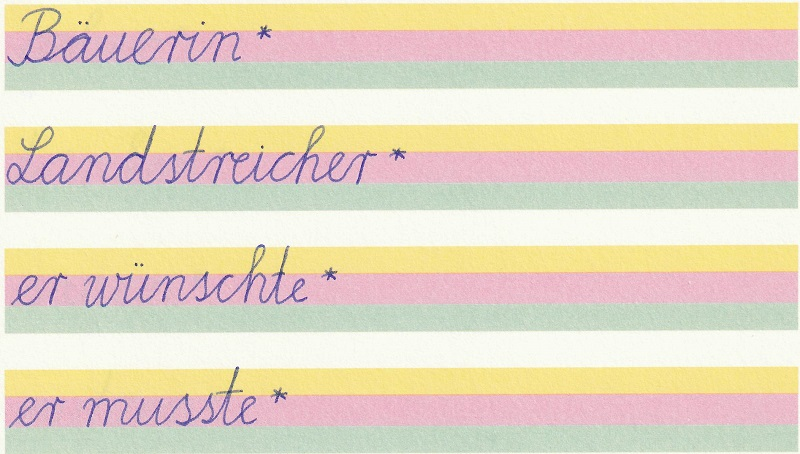 Bäuerin *
Landstreicher *
er wünschte *
er musste *